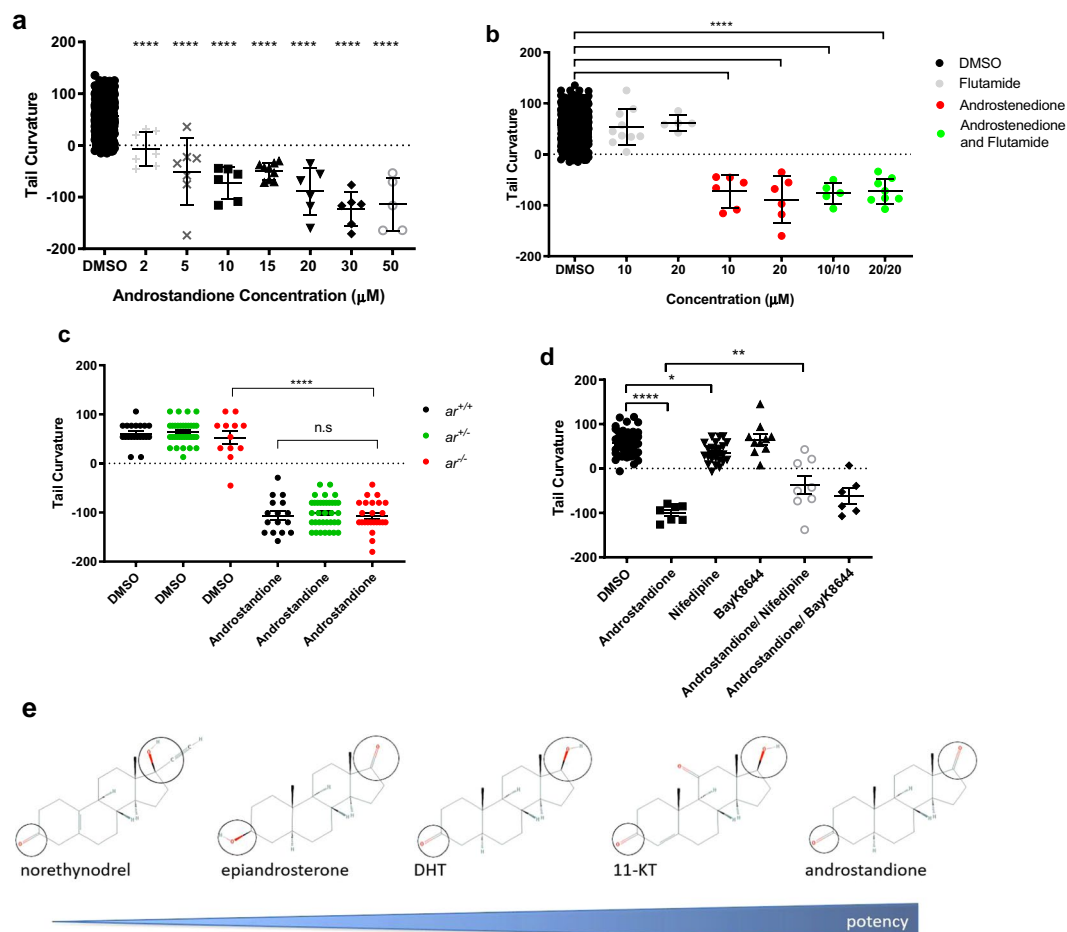 a
**** **** **** **** **** **** ****
200
100
0
-100
-200
Tail Curvature
DMSO 2 5 10 15 20 30 50
Androstandione Concentration (μM)
b
****
200
100
0
-100
-200
Tail Curvature
DMSO 10 20 10 20 10/10 20/20
Concentration (μM)
DMSO
Flutamide
Androstenedione
Androstenedione
and Flutamide
c
****
n.s
200
100
0
-100
-200
Tail Curvature
DMSO
DMSO
DMSO
Androstandione
Androstandione
Androstandione
ar+/+
ar+/-
ar-/-
d
**
*
****
200
100
0
-100
-200
Tail Curvature
DMSO
Androstandione
Nifedipine
BayK8644
Androstandione/ Nifedipine
Androstandione/ BayK8644
e
norethynodrel
epiandrosterone
DHT
11-KT
androstandione
potency